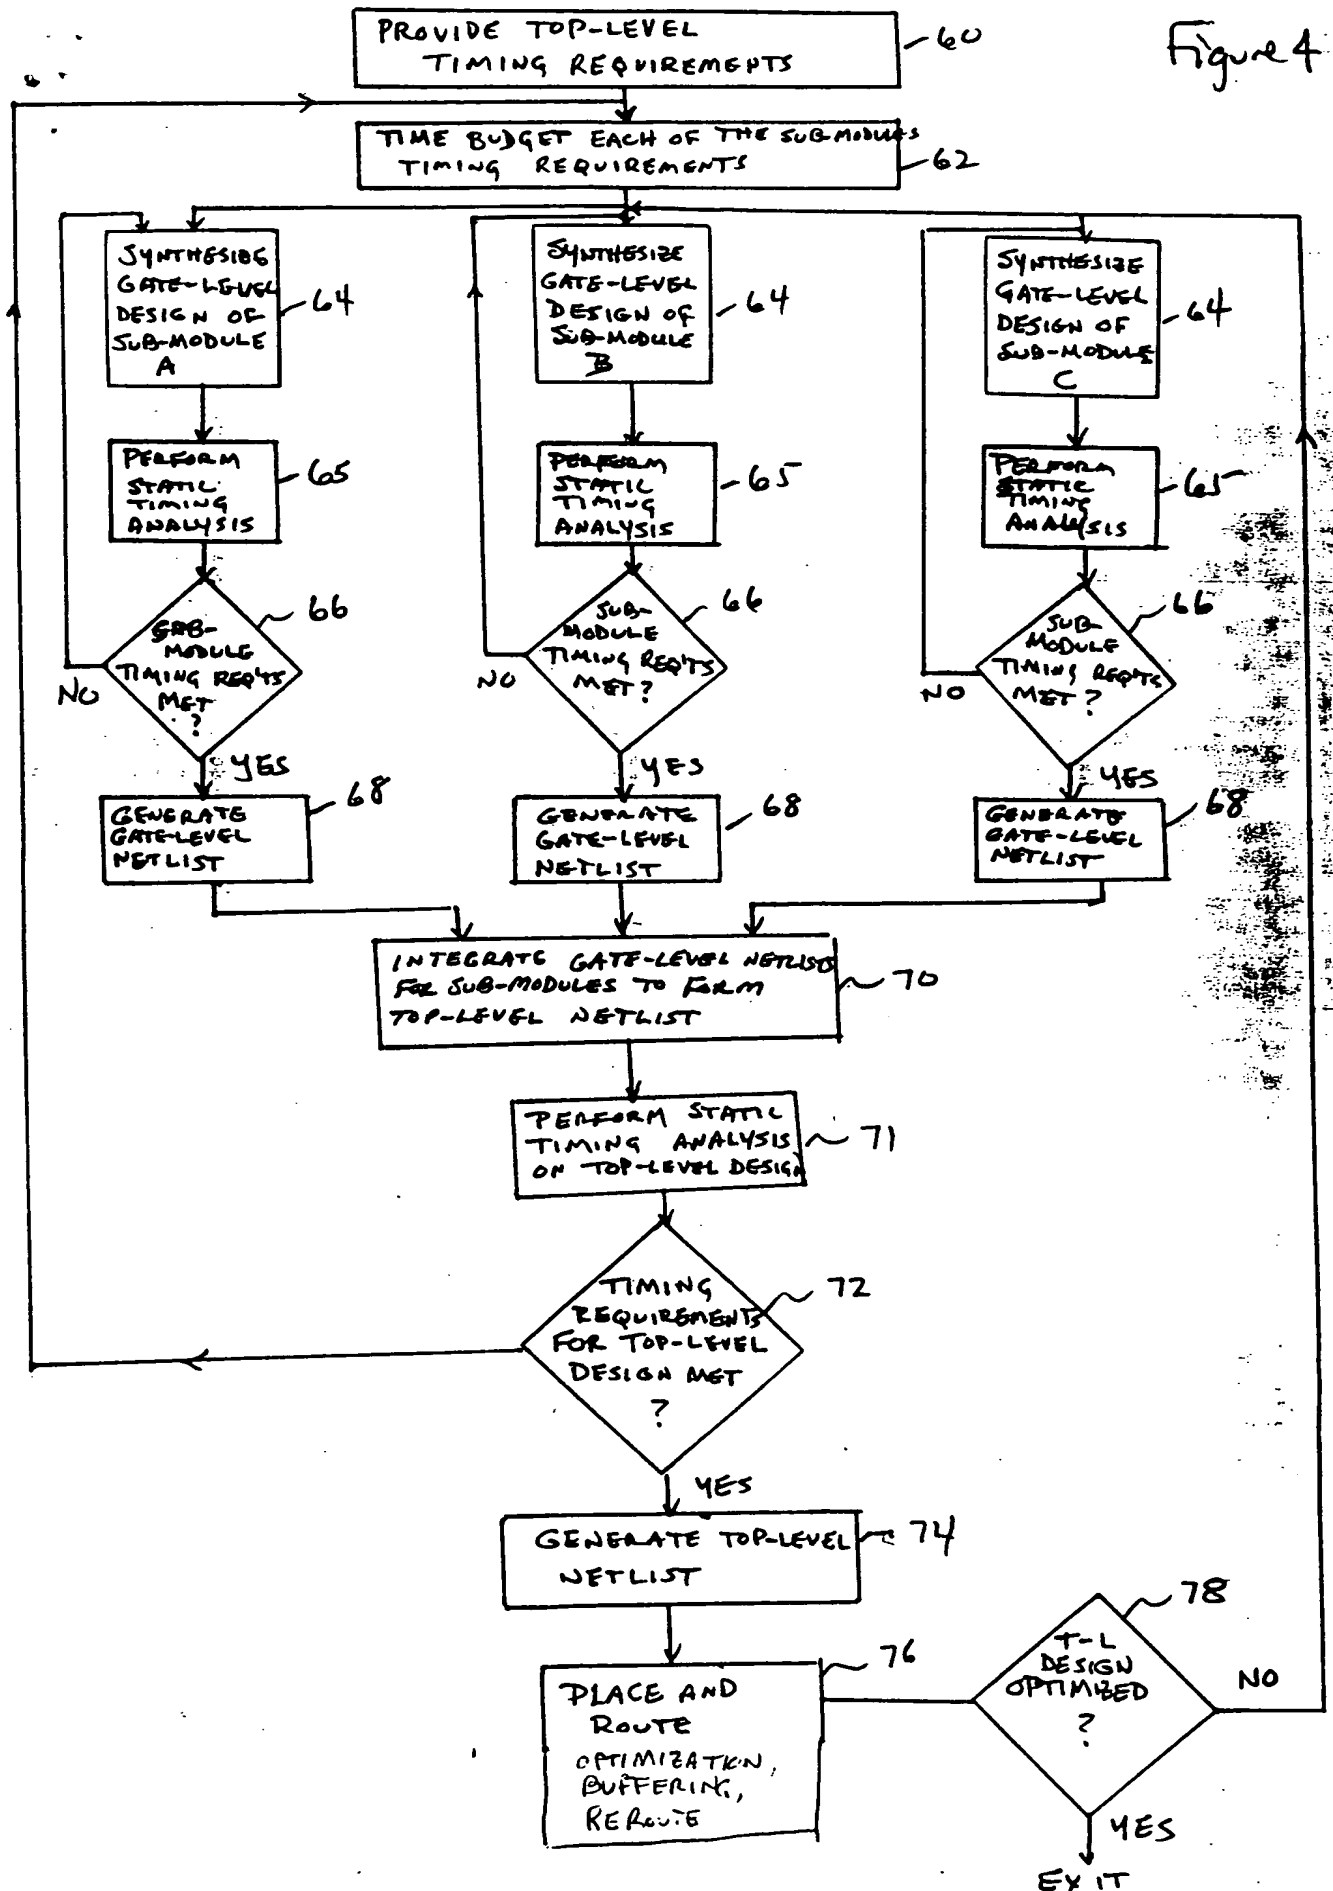 Figure 4
PROVIDE TOP-LEVEL
TIMING REQUIREMENTS
60
TIME BUDGET EACH OF THE SUBMODULES
TIMING REQUIREMENTS
62
SYNTHESIZE
GATE-LEVEL
DESIGN OF
SUB-MODULE
A
64
SYNTHESIZE
GATE-LEVEL
DESIGN OF
SUB-MODULE
B
64
SYNTHESIZE
GATE-LEVEL
DESIGN OF
SUB-MODULE
C
64
PERFORM
STATIC
TIMING
ANALYSIS
65
PERFORM
STATIC
TIMING
ANALYSIS
65
PERFORM
STATIC
TIMING
ANALYSIS
65
SUB-
MODULE
TIMING REQ'TS
MET
?
66
NO
YES
SUB-
MODULE
TIMING REQ'TS
MET?
66
NO
YES
SUB-
MODULE
TIMING REQ'TS
MET?
66
NO
YES
GENERATE
GATE-LEVEL
NETLIST
68
GENERATE
GATE-LEVEL
NETLIST
68
GENERATE
GATE-LEVEL
NETLIST
68
INTEGRATE GATE-LEVEL NETLISTS
FOR SUB-MODULES TO FORM
TOP-LEVEL NETLIST
70
PERFORM STATIC
TIMING ANALYSIS
ON TOP-LEVEL DESIGN
71
TIMING
REQUIREMENTS
FOR TOP-LEVEL
DESIGN MET
?
72
YES
GENERATE TOP-LEVEL
NETLIST
74
PLACE AND
ROUTE
OPTIMIZATION,
BUFFERING,
REROUTE
76
T-L
DESIGN
OPTIMIZED
?
78
NO
YES
EXIT